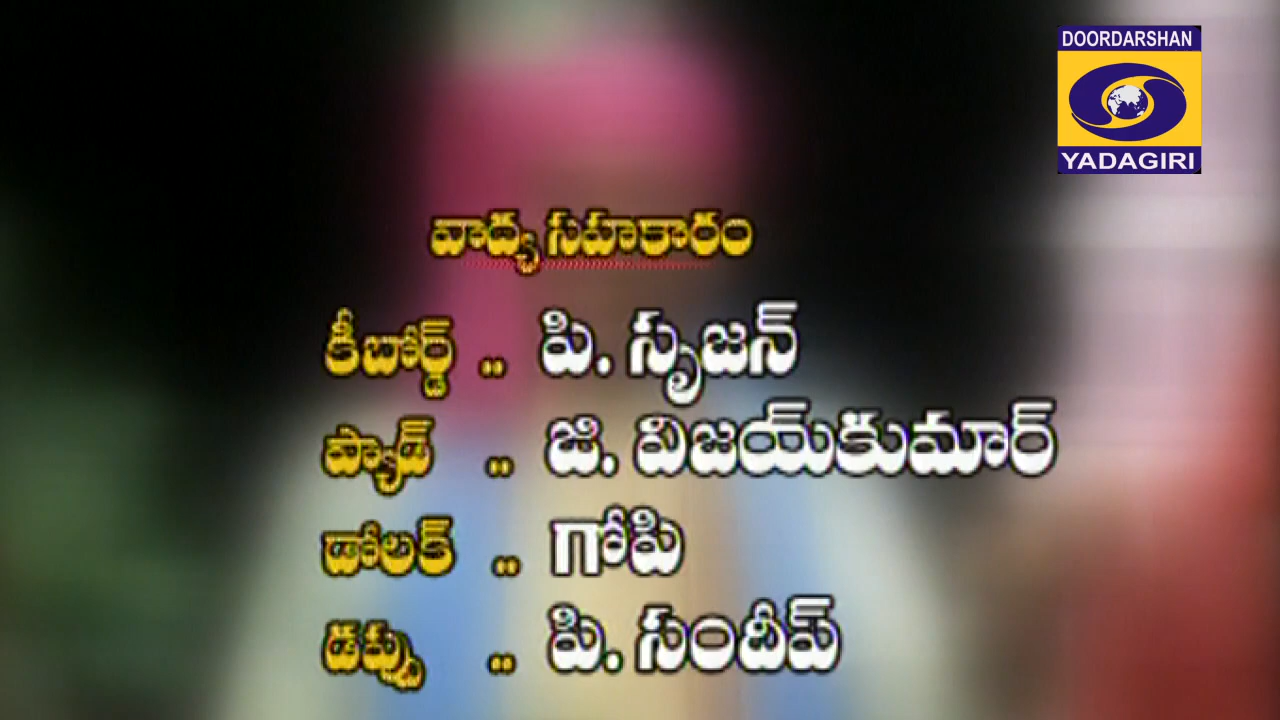 DOORDARSHAN
YADAGIRI
వాద్య సహకారం
కీబోర్డ్ .. పి. సృజన్
ప్యాడ్ .. జి. విజయ్‌కుమార్
డోలక్ .. గోపి
డప్పు .. పి. సందీప్